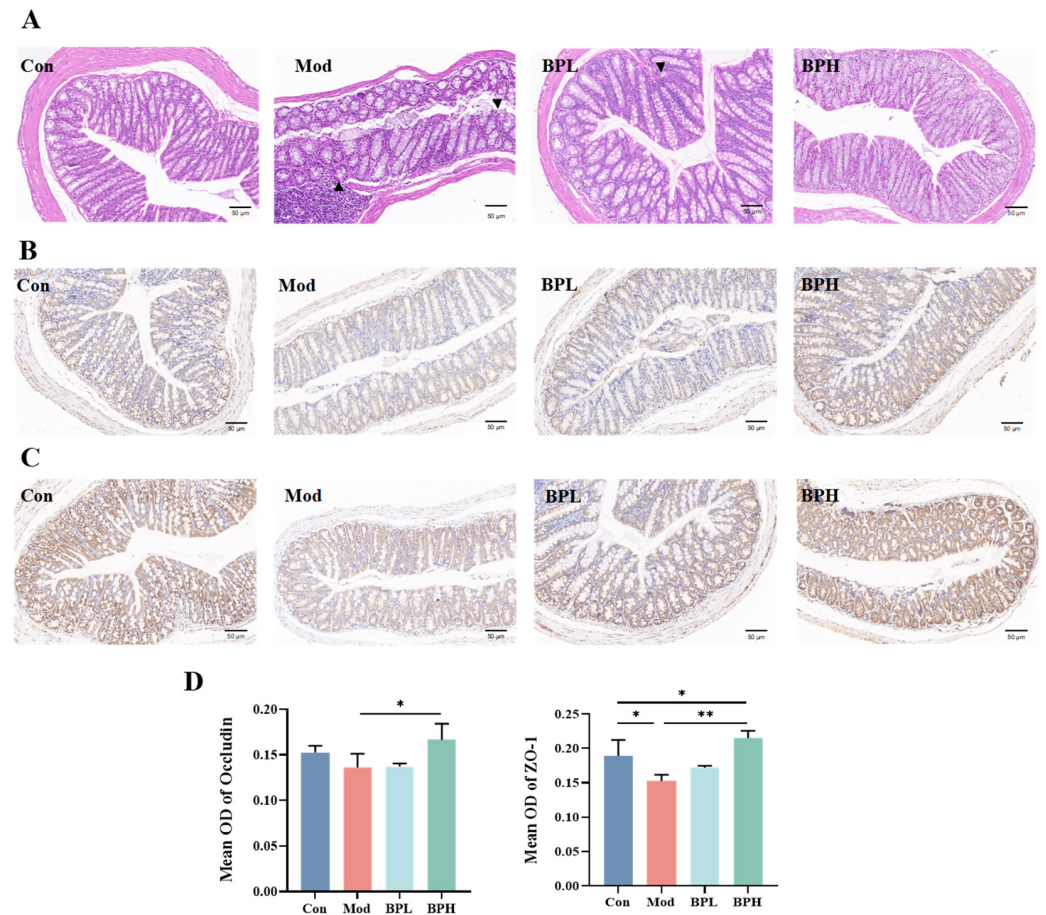 A
Con
Mod
BPL
BPH
50 μm
50 μm
50 μm
50 μm
B
Con
Mod
BPL
BPH
50 μm
50 μm
50 μm
50 μm
C
Con
Mod
BPL
BPH
50 μm
50 μm
50 μm
50 μm
D
Mean OD of Occludin
0.20
0.15
0.10
0.05
0.00
*
Con Mod BPL BPH
Mean OD of ZO-1
0.25
0.20
0.15
0.10
0.05
0.00
*
* **
Con Mod BPL BPH